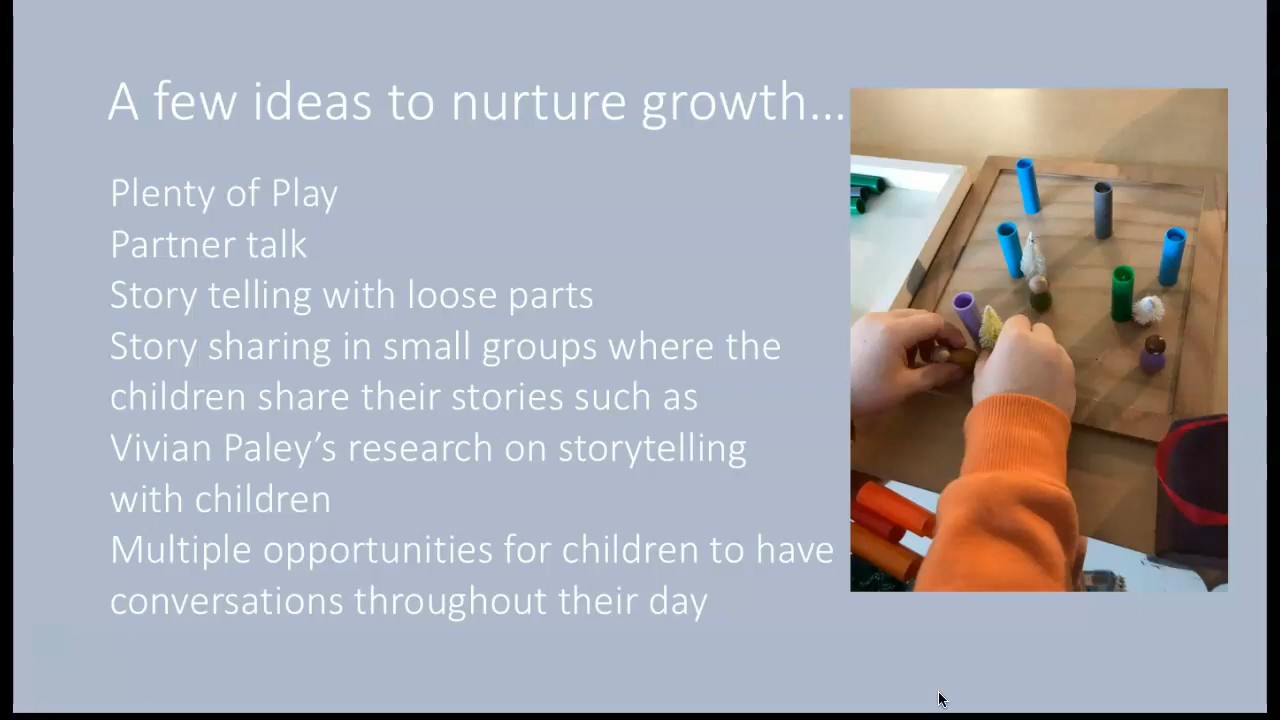 A few ideas to nurture growth...
Plenty of Play
Partner talk
Story telling with loose parts
Story sharing in small groups where the
children share their stories such as
Vivian Paley’s research on storytelling
with children
Multiple opportunities for children to have
conversations throughout their day